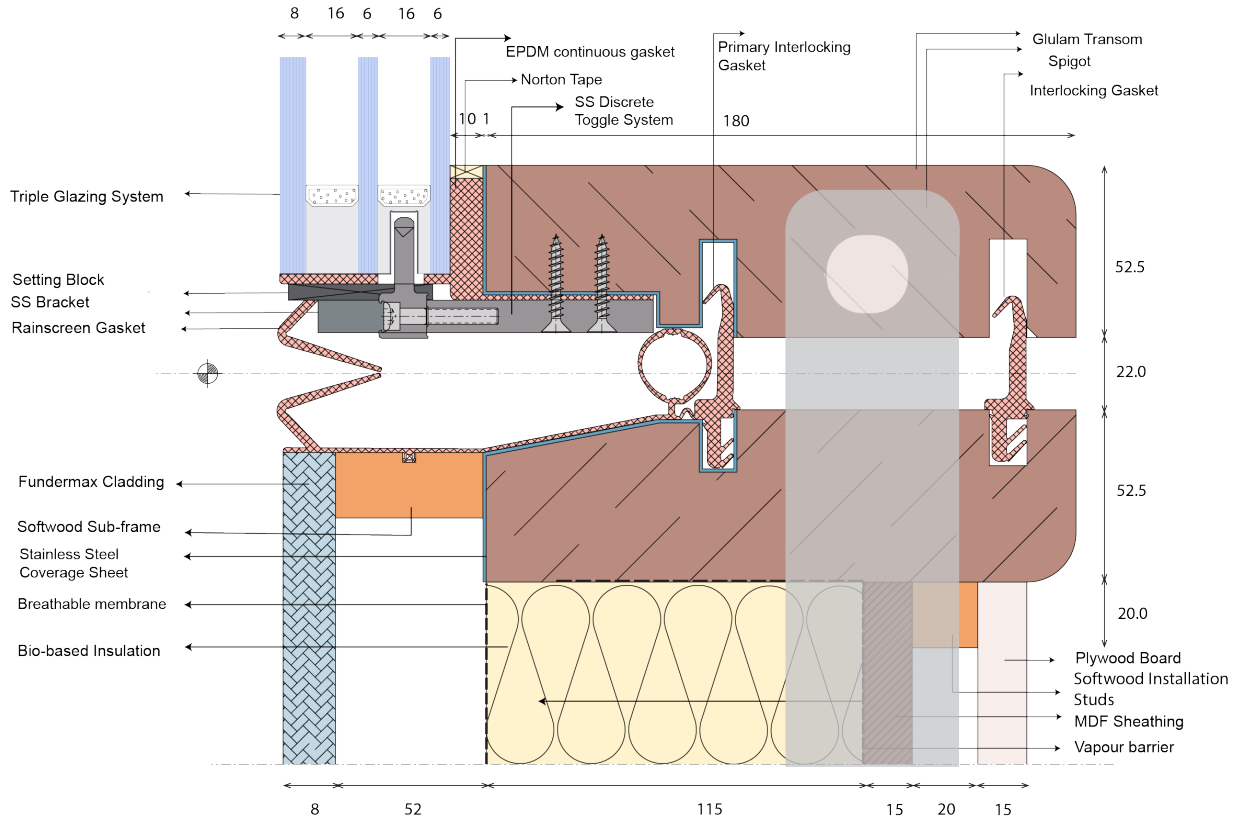 8 16 6 16 6
EPDM continuous gasket
Norton Tape
SS Discrete
Toggle System
Primary Interlocking
Gasket
Glulam Transom
Spigot
Interlocking Gasket
10 1 180
Triple Glazing System
Setting Block
SS Bracket
Rainscreen Gasket
52.5
22.0
52.5
20.0
Fundermax Cladding
Softwood Sub-frame
Stainless Steel
Coverage Sheet
Breathable membrane
Bio-based Insulation
Plywood Board
Softwood Installation
Studs
MDF Sheathing
Vapour barrier
8 52 115 15 20 15